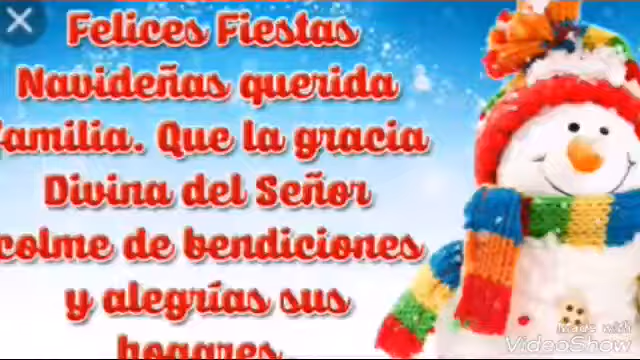 Felices Fiestas
Navideñas querida
familia. Que la gracia
Divina del Señor
colme de bendiciones
y alegrías sus
hogares
Made with
VideoShow